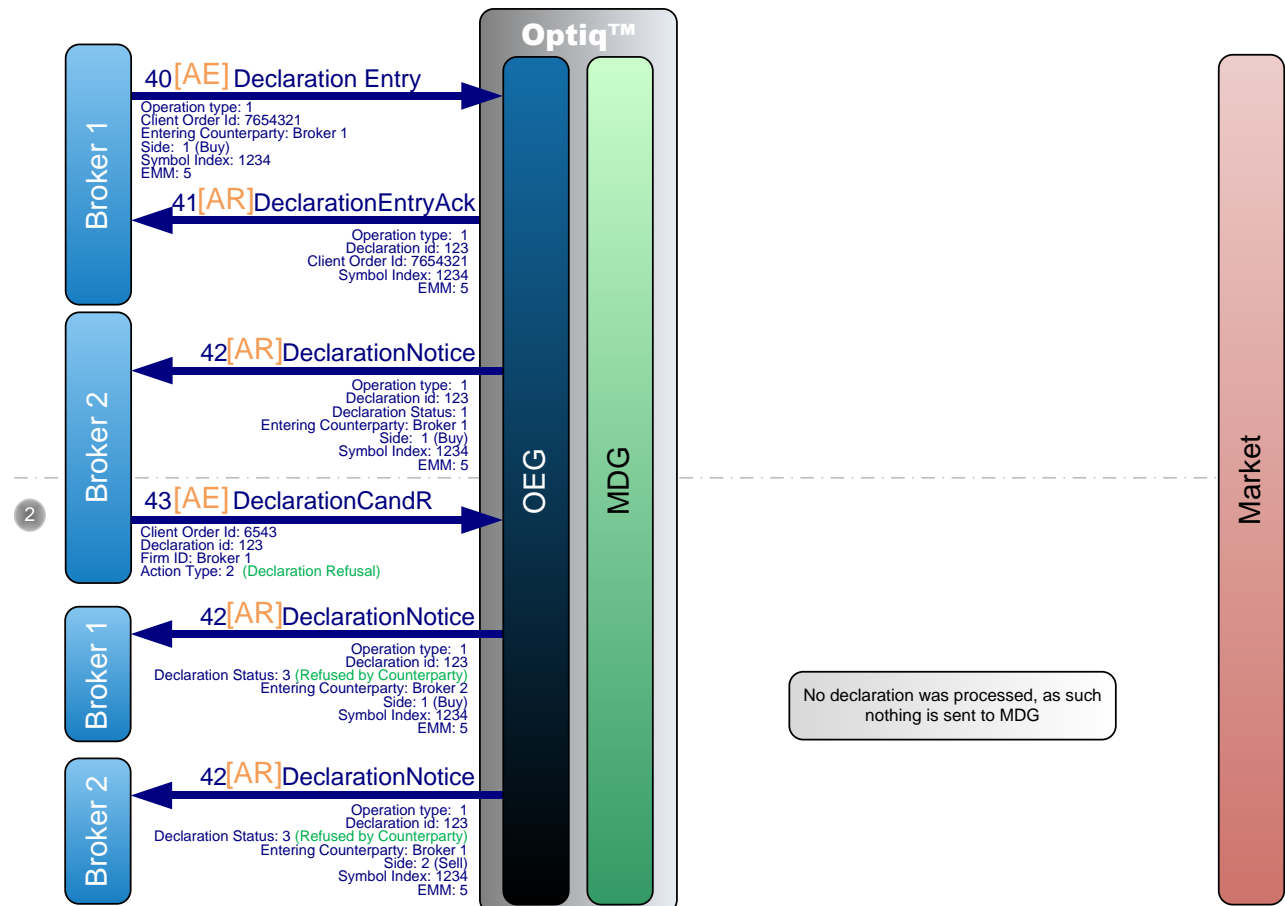 Optiq™
Broker 1
40[AE] Declaration Entry
Operation type: 1
Client Order Id: 7654321
Entering Counterparty: Broker 1
Side: 1 (Buy)
Symbol Index: 1234
EMM: 5
41[AR]DeclarationEntryAck
Operation type: 1
Declaration id: 123
Client Order Id: 7654321
Symbol Index: 1234
EMM: 5
Broker 2
42[AR]DeclarationNotice
Operation type: 1
Declaration id: 123
Declaration Status: 1
Entering Counterparty: Broker 1
Side: 1 (Buy)
Symbol Index: 1234
EMM: 5
OEG
MDG
Market
2
43[AE] DeclarationCandR
Client Order Id: 6543
Declaration id: 123
Firm ID: Broker 1
Action Type: 2 (Declaration Refusal)
Broker 1
42[AR]DeclarationNotice
Operation type: 1
Declaration id: 123
Declaration Status: 3 (Refused by Counterparty)
Entering Counterparty: Broker 2
Side: 1 (Buy)
Symbol Index: 1234
EMM: 5
No declaration was processed, as such
nothing is sent to MDG
Broker 2
42[AR]DeclarationNotice
Operation type: 1
Declaration id: 123
Declaration Status: 3 (Refused by Counterparty)
Entering Counterparty: Broker 1
Side: 2 (Sell)
Symbol Index: 1234
EMM: 5